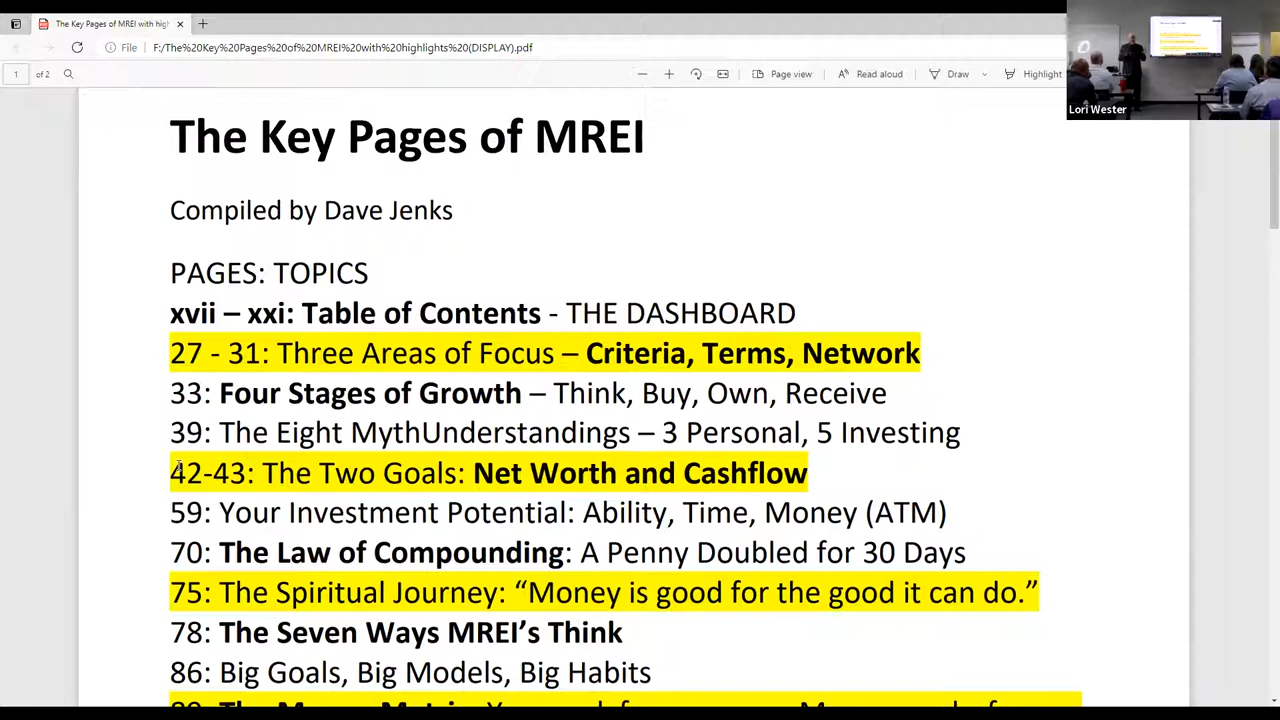 The Key Pages of MREI with high
File
F:/The%20Key%20Pages%20of%20MREI%20with%20highlights%20(1)(AY).pdf
1 of 2
Page view
Read aloud
Draw
Highlight
Lori Wester
The Key Pages of MREI
Compiled by Dave Jenks
PAGES: TOPICS
xvii – xxi: Table of Contents - THE DASHBOARD
27 - 31: Three Areas of Focus – Criteria, Terms, Network
33: Four Stages of Growth – Think, Buy, Own, Receive
39: The Eight MythUnderstandings – 3 Personal, 5 Investing
42-43: The Two Goals: Net Worth and Cashflow
59: Your Investment Potential: Ability, Time, Money (ATM)
70: The Law of Compounding: A Penny Doubled for 30 Days
75: The Spiritual Journey: “Money is good for the good it can do.”
78: The Seven Ways MREI’s Think
86: Big Goals, Big Models, Big Habits